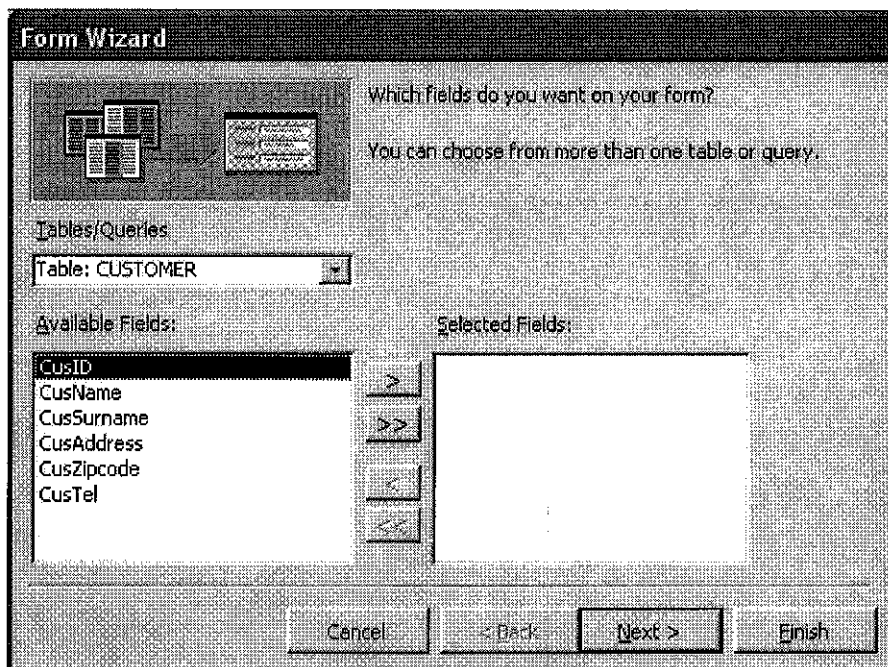 Form Wizard
Which fields do you want on your form?
You can choose from more than one table or query.
Tables/Queries
Table: CUSTOMER
Available Fields:
Selected Fields:
CusID
CusName
CusSurname
CusAddress
CusZipcode
CusTel
>
>>
<
<<
Cancel
< Back
Next >
Finish